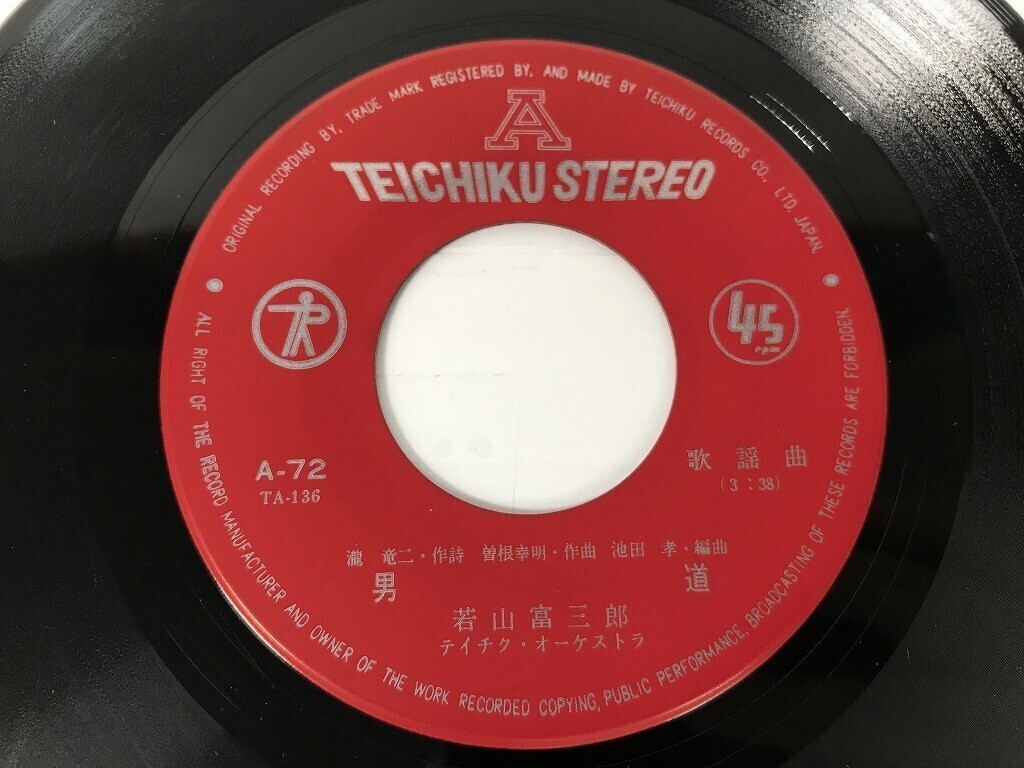 ORIGINAL RECORDING BY, TRADE MARK REGISTERED BY, AND MADE BY TEICHIKU RECORDS CO., LTD. JAPAN.
A
TEICHIKU STEREO
45
A-72
TA-136
歌謡曲
(3:38)
瀧 竜二・作詩 曽根幸明・作曲 池田 孝・編曲
男 道
若山富三郎
テイチク・オーケストラ
ALL RIGHT OF THE RECORD MANUFACTURER AND OWNER OF THE WORK RECORDED COPYING, PUBLIC PERFORMANCE, BROADCASTING OF THESE RECORDS ARE FORBIDDEN.